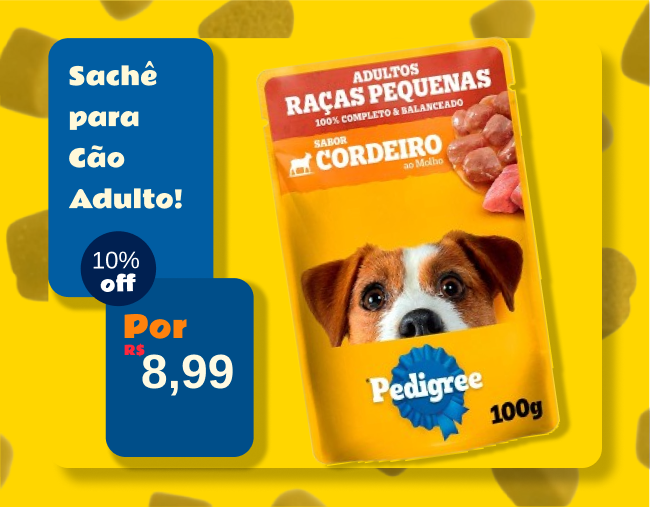 Sachê
para
Cão
Adulto!
10%
off
Por
R$
8,99
ADULTOS
RAÇAS PEQUENAS
100% COMPLETO & BALANCEADO
SABOR
CORDEIRO
ao Molho
Pedigree
100g